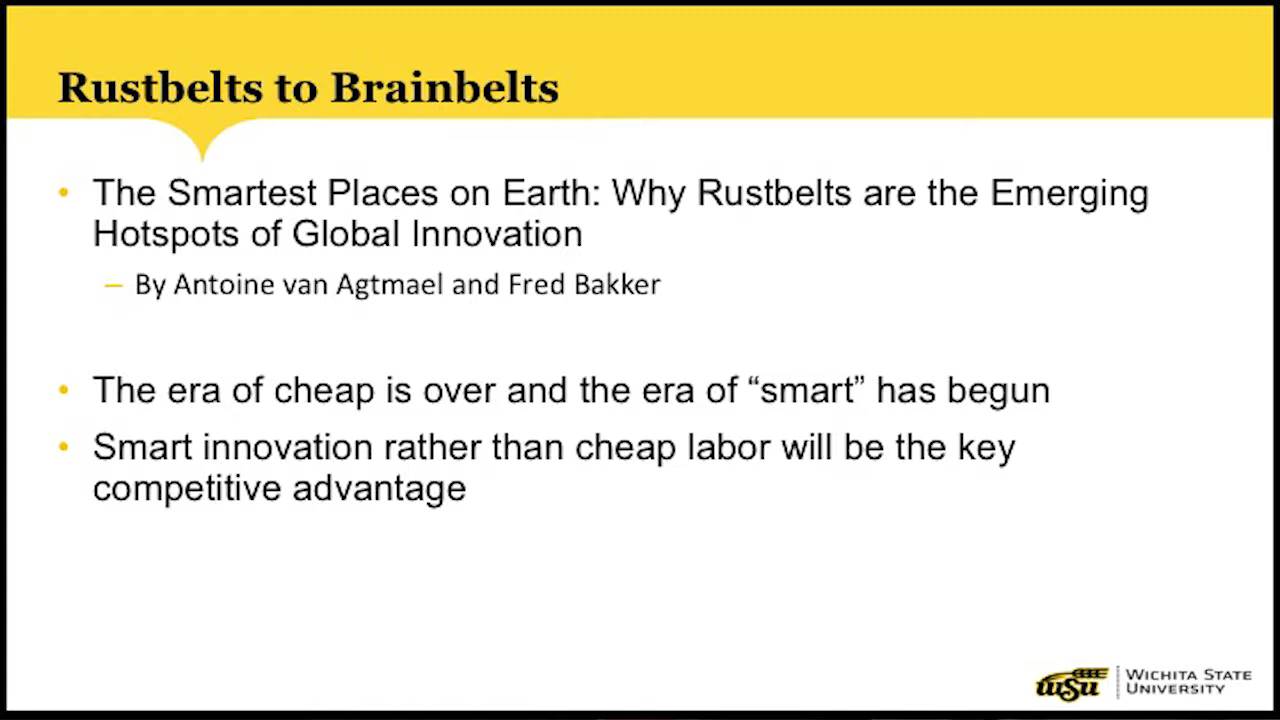 Rustbelts to Brainbelts
• The Smartest Places on Earth: Why Rustbelts are the Emerging
Hotspots of Global Innovation
– By Antoine van Agtmael and Fred Bakker
• The era of cheap is over and the era of “smart” has begun
• Smart innovation rather than cheap labor will be the key
competitive advantage
WSU
WICHITA STATE
UNIVERSITY